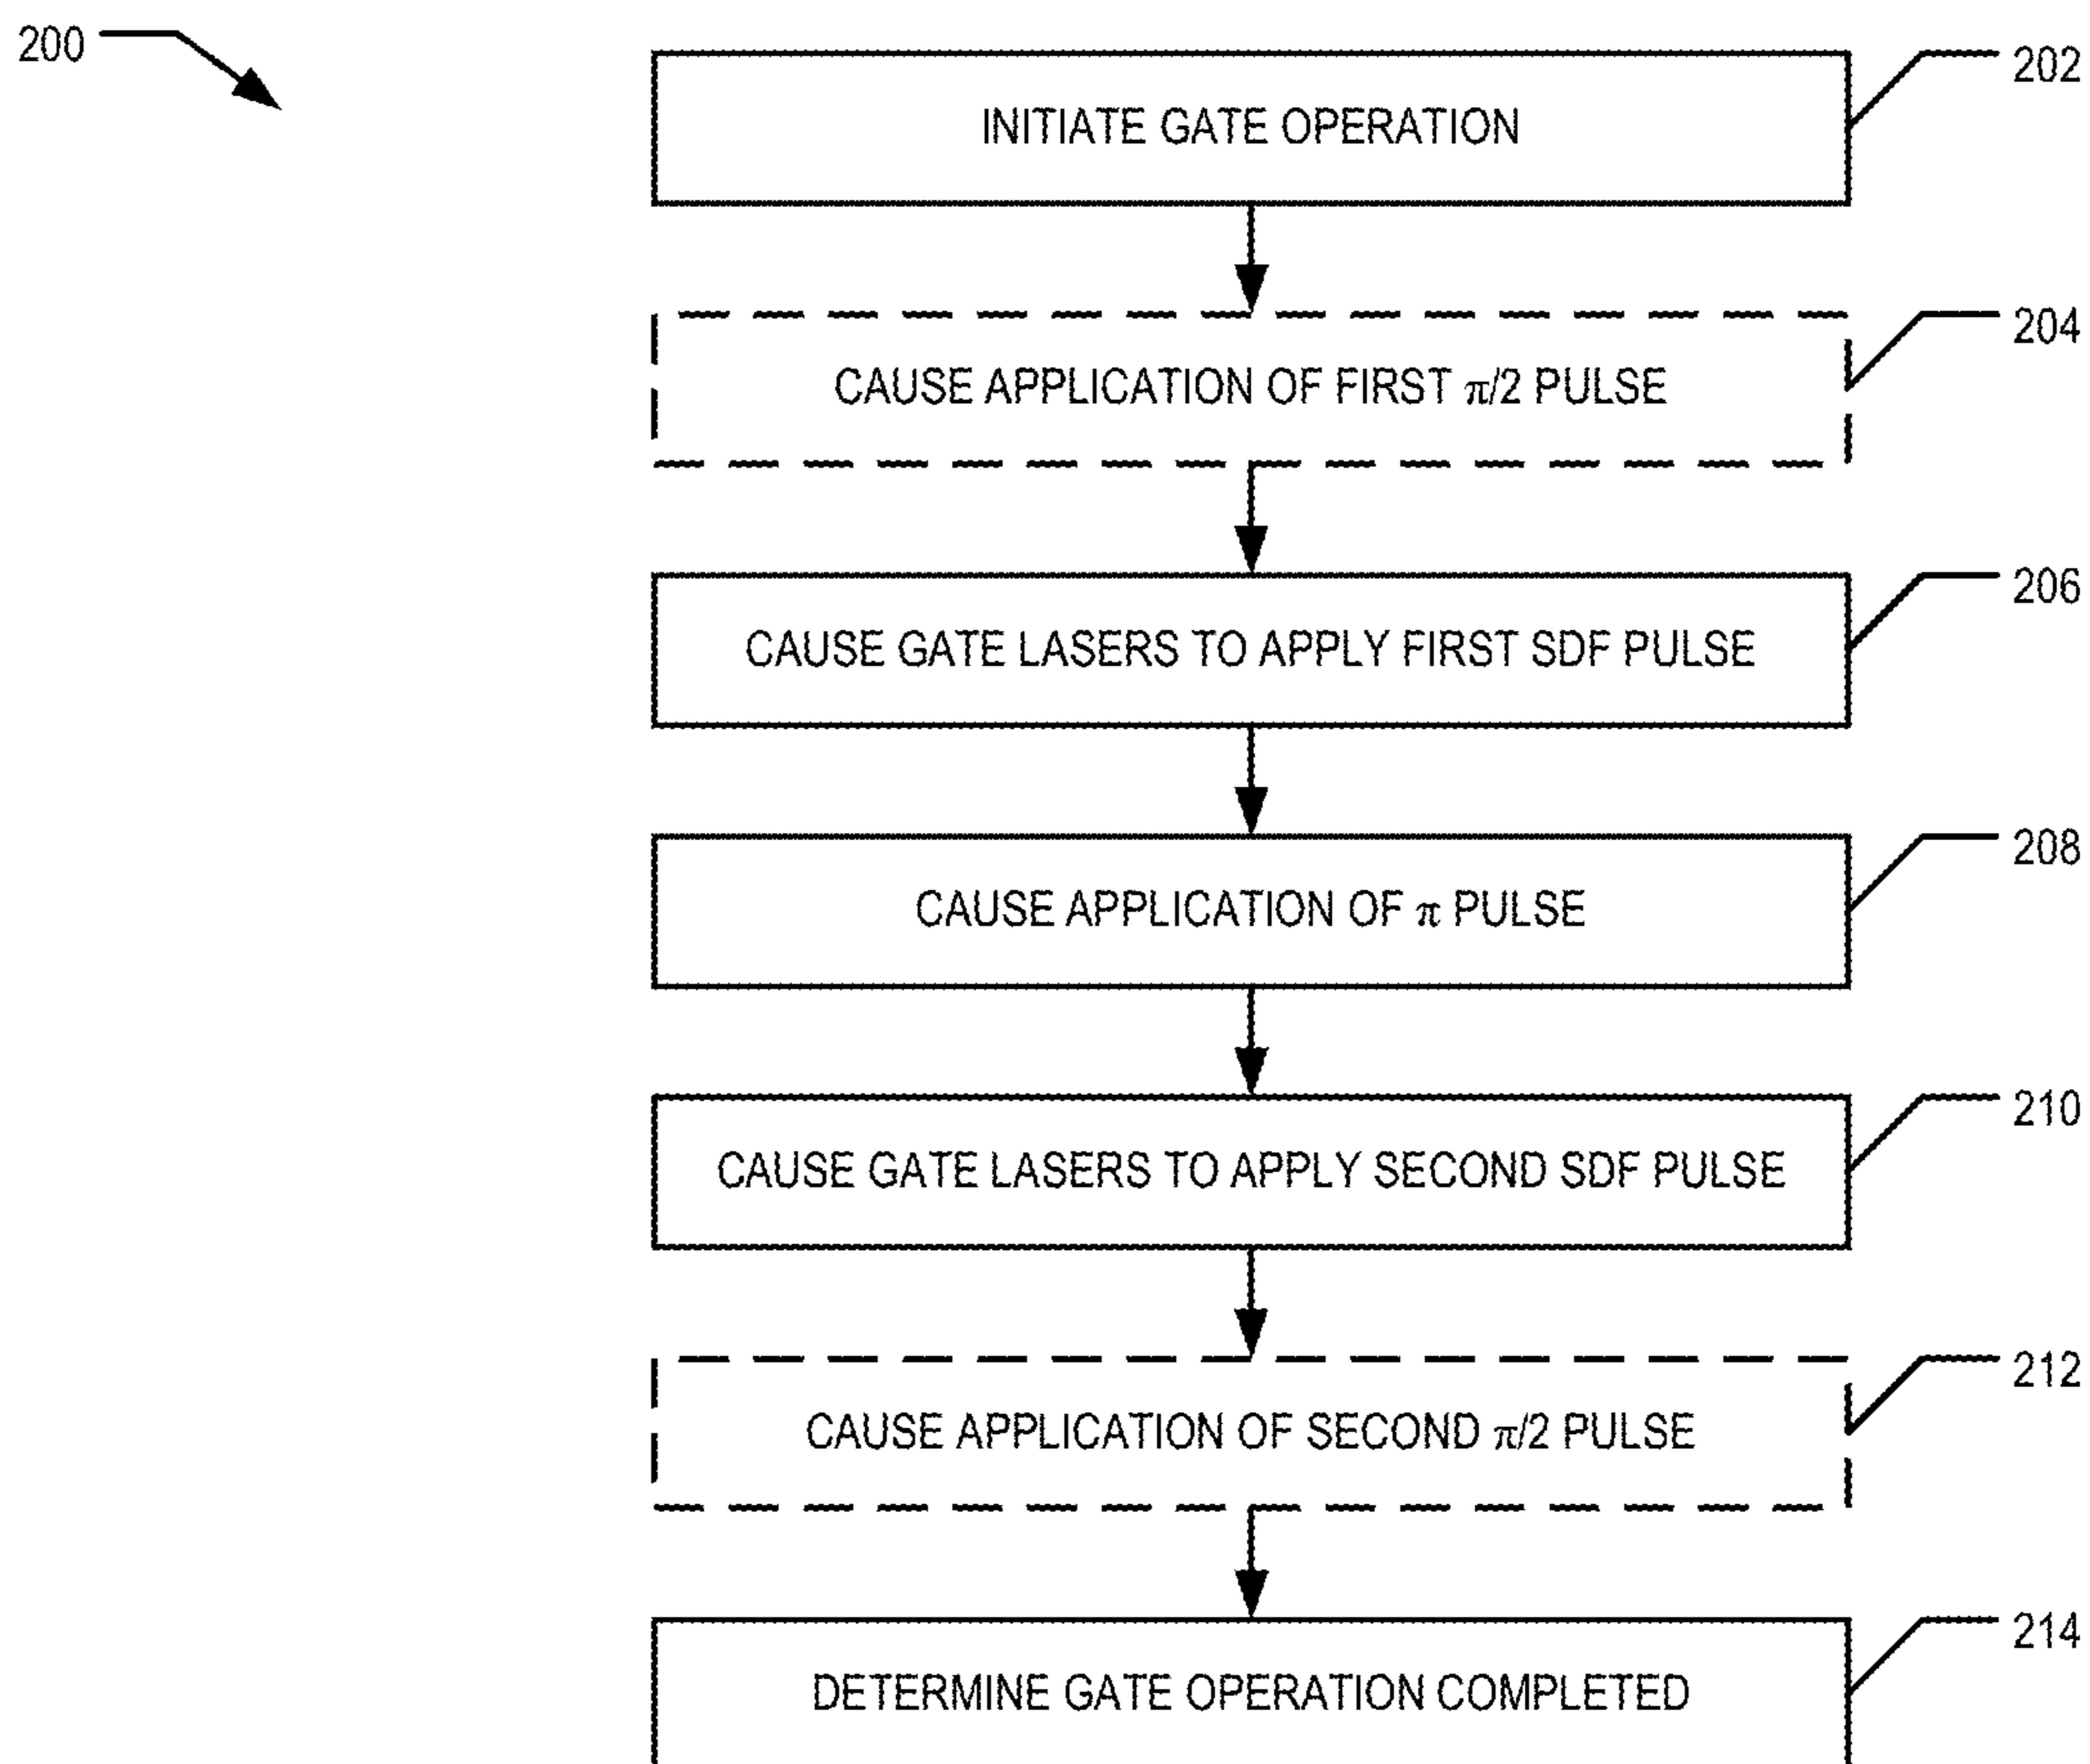 200
INITIATE GATE OPERATION
202
CAUSE APPLICATION OF FIRST π/2 PULSE
204
CAUSE GATE LASERS TO APPLY FIRST SDF PULSE
206
CAUSE APPLICATION OF π PULSE
208
CAUSE GATE LASERS TO APPLY SECOND SDF PULSE
210
CAUSE APPLICATION OF SECOND π/2 PULSE
212
DETERMINE GATE OPERATION COMPLETED
214